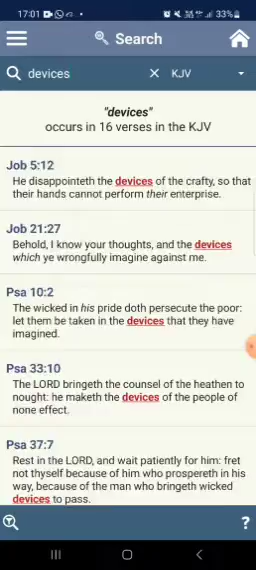 17:01
33%
Search
devices X KJV
"devices"
occurs in 16 verses in the KJV
Job 5:12
He disappointeth the devices of the crafty, so that
their hands cannot perform their enterprise.
Job 21:27
Behold, I know your thoughts, and the devices
which ye wrongfully imagine against me.
Psa 10:2
The wicked in his pride doth persecute the poor:
let them be taken in the devices that they have
imagined.
Psa 33:10
The LORD bringeth the counsel of the heathen to
nought: he maketh the devices of the people of
none effect.
Psa 37:7
Rest in the LORD, and wait patiently for him: fret
not thyself because of him who prospereth in his
way, because of the man who bringeth wicked
devices to pass.
?